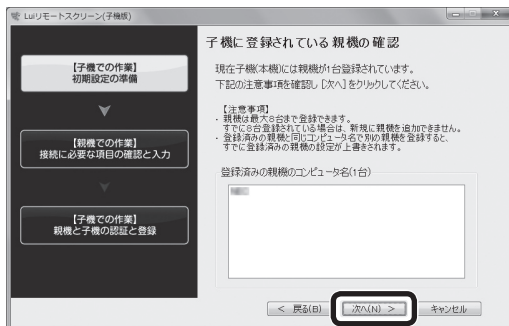 Luiリモートスクリーン(子機版)
子機に登録されている親機の確認
【子機での作業】
初期設定の準備
【親機での作業】
接続に必要な項目の確認と入力
【子機での作業】
親機と子機の認証と登録
現在子機(本機)には親機が1台登録されています。
下記の注意事項を確認し［次へ］をクリックしてください。
【注意事項】
・ 親機は最大8台まで登録できます。
すでに8台登録されている場合は、新規に親機を追加できません。
・ 登録済みの親機と同じコンピュータ名で別の親機を登録すると、
すでに登録済みの親機の設定が上書きされます。
登録済みの親機のコンピュータ名(1台)
< 戻る(B)
次へ(N) >
キャンセル